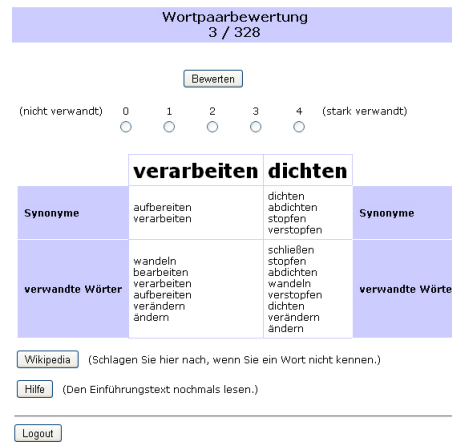 Wortpaarbewertung
3 / 328
Bewerten
(nicht verwandt) 0 1 2 3 4 (stark verwandt)
verarbeiten dichten
Synonyme
aufbereiten
verarbeiten
dichten
abdichten
stopfen
verstopfen
Synonyme
verwandte Wörter
wandeln
bearbeiten
verarbeiten
aufbereiten
verändern
ändern
schließen
stopfen
abdichten
wandeln
verstopfen
dichten
verändern
ändern
verwandte Wörte
Wikipedia (Schlagen Sie hier nach, wenn Sie ein Wort nicht kennen.)
Hilfe (Den Einführungstext nochmals lesen.)
Logout